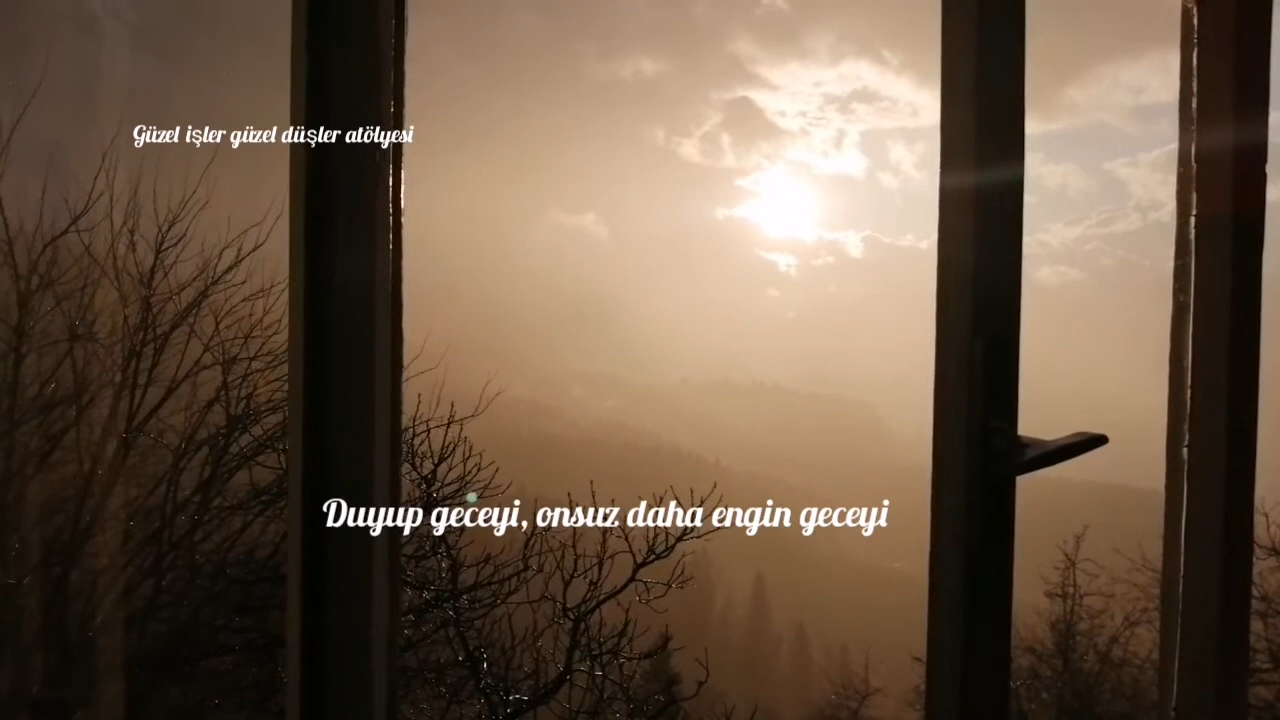 Güzel işler güzel düşler atölyesi
Duyup geceyi, onsuz daha engin geceyi